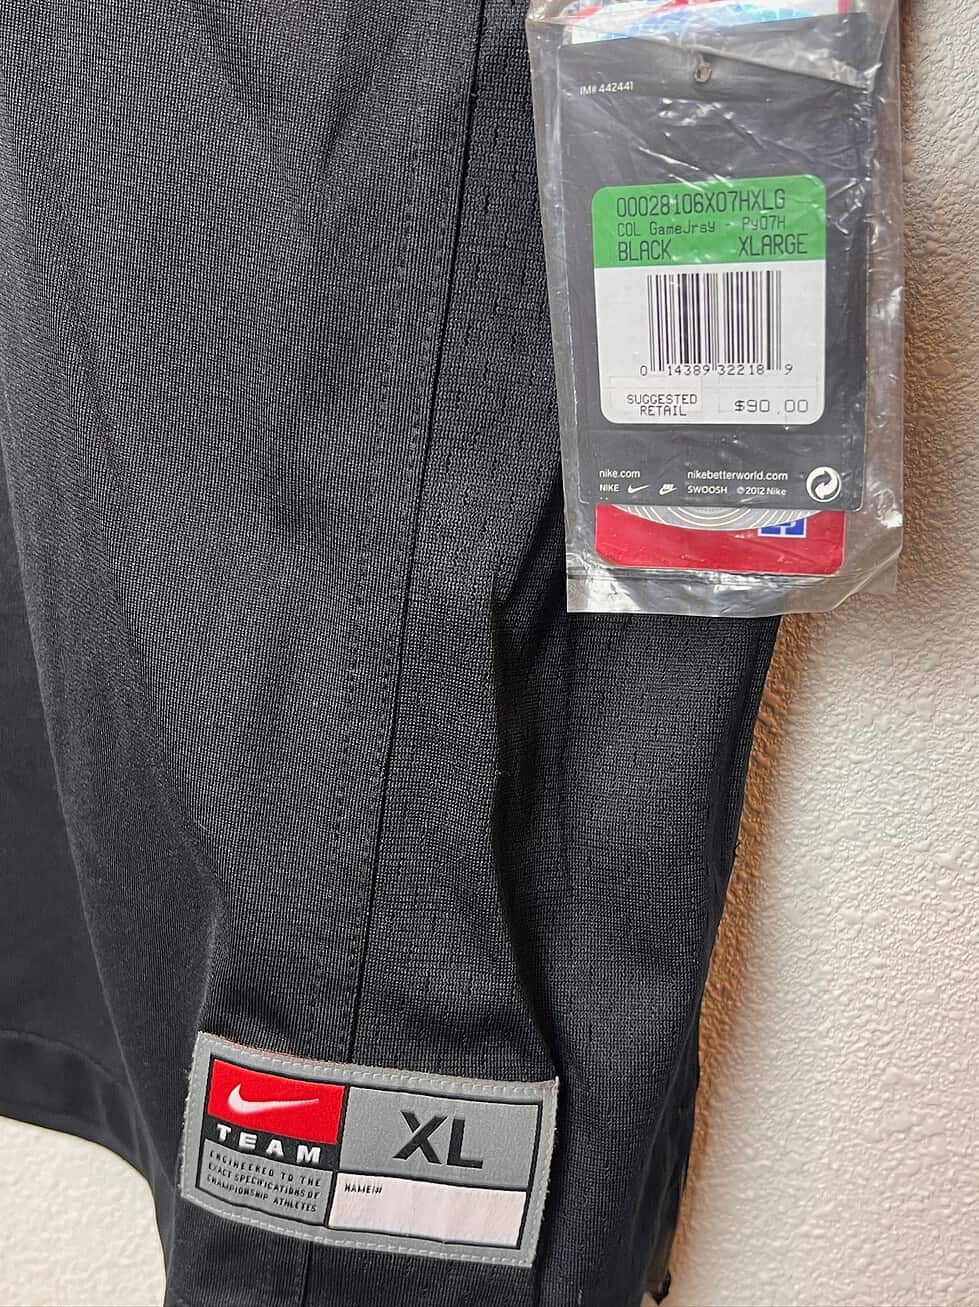 IM# 442441
00028106X07HXLG
COL GameJrsy - Py07H
BLACK XLARGE
0 14389 32218 9
SUGGESTED
RETAIL
$90.00
nike.com nikebetterworld.com
NIKE SWOOSH ©2012 Nike
TEAM
ENGINEERED TO THE
EXACT SPECIFICATIONS OF
CHAMPIONSHIP ATHLETES
XL
NAME/#